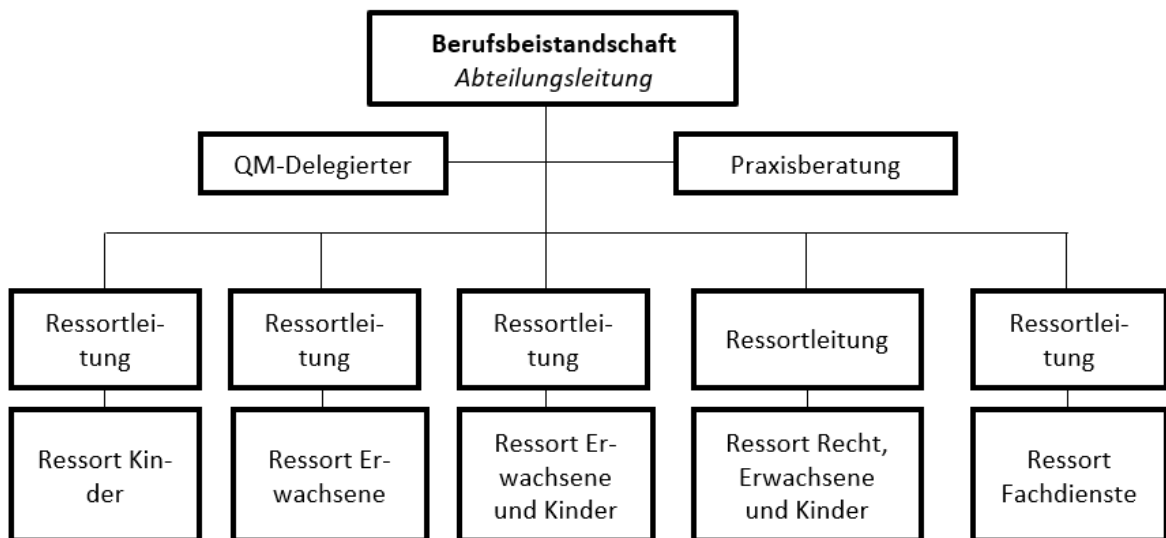 Berufsbeistandschaft
Abteilungsleitung
QM-Delegierter
Praxisberatung
Ressortlei-
tung
Ressortlei-
tung
Ressortlei-
tung
Ressortleitung
Ressortlei-
tung
Ressort Kin-
der
Ressort Er-
wachsene
Ressort Er-
wachsene
und Kinder
Ressort Recht,
Erwachsene
und Kinder
Ressort
Fachdienste